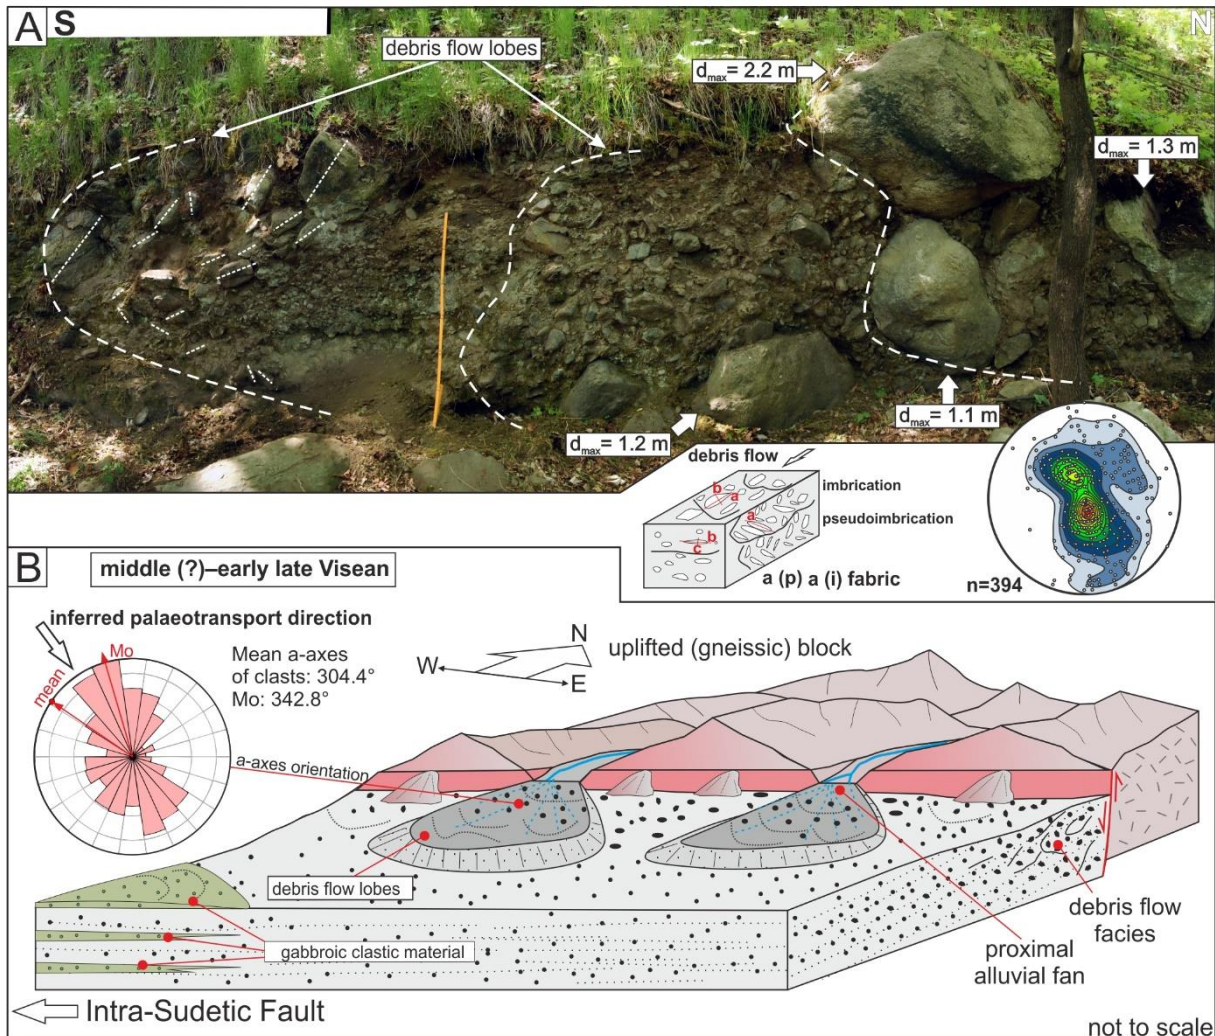 A S
N
debris flow lobes
dmax= 2.2 m
dmax= 1.3 m
dmax= 1.2 m
dmax= 1.1 m
debris flow
b
a
a
b
c
imbrication
pseudoimbrication
a (p) a (i) fabric
n=394
B
middle (?)–early late Visean
inferred palaeotransport direction
Mo
mean
Mean a-axes
of clasts: 304.4°
Mo: 342.8°
N
W
E
uplifted (gneissic) block
a-axes orientation
debris flow lobes
gabbroic clastic material
debris flow
facies
proximal
alluvial fan
Intra-Sudetic Fault
not to scale